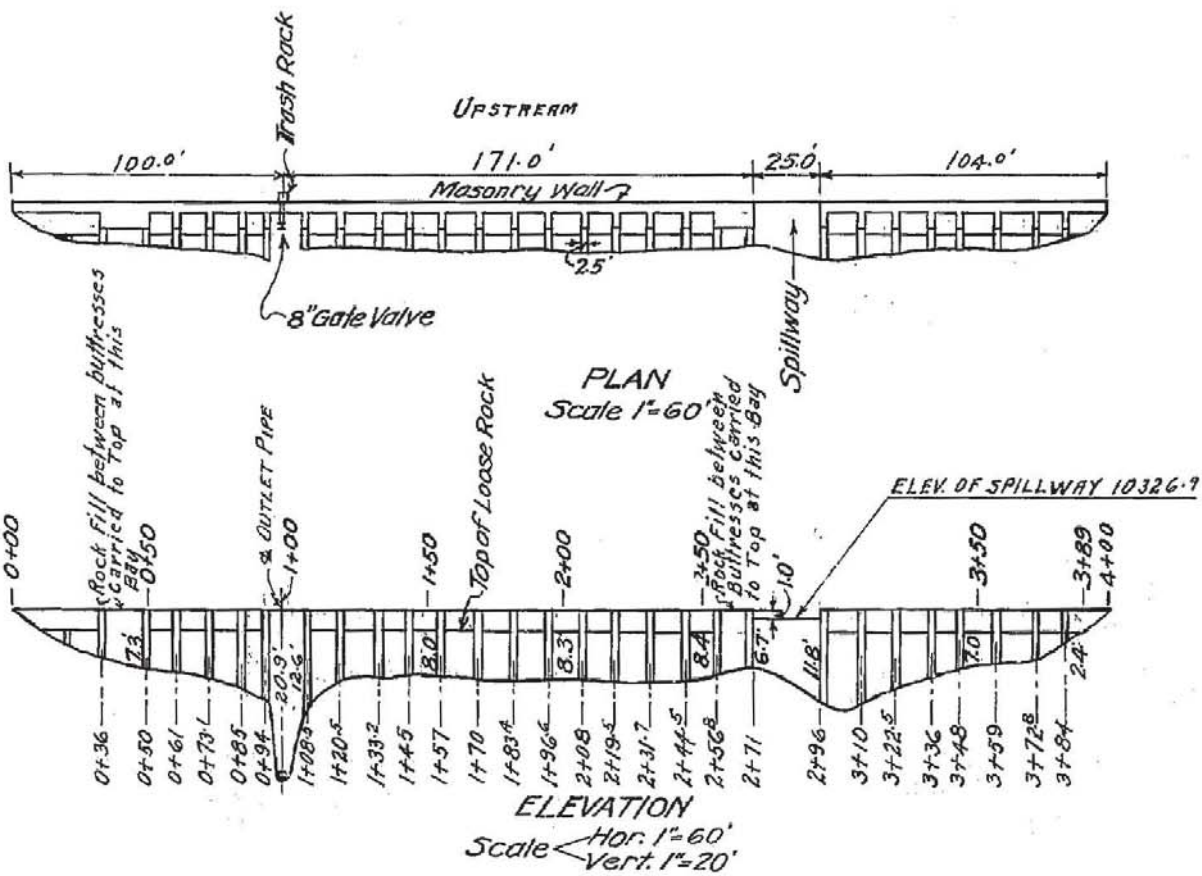 Trash Rack
UPSTREAM
100.0'
171.0'
25.0'
104.0'
Masonry Wall
2.5'
8" Gate Valve
Spillway
PLAN
Scale 1"=60'
Rock Fill between buttresses
Carried to Top at this
Bay
℄ OUTLET PIPE
Top of Loose Rock
Rock Fill between
Buttresses carried
to Top at this Bay
ELEV. OF SPILLWAY 10326.9
0+00
0+50
1+00
1+50
2+00
2+50
3+50
3+89
4+00
1.0'
7.3'
20.9'
12.6'
8.0'
8.3'
8.4'
6.7'
11.8'
7.0'
2.4'
0+36
0+50
0+61
0+73.1
0+85
0+94
1+08.5
1+20.5
1+33.2
1+44.5
1+57
1+70
1+83.4
1+96.6
2+08
2+19.5
2+31.7
2+44.5
2+56.8
2+71
2+96
3+10
3+22.5
3+36
3+48
3+59
3+72.8
3+84
ELEVATION
Scale Hor. 1"=60'
Vert. 1"=20'